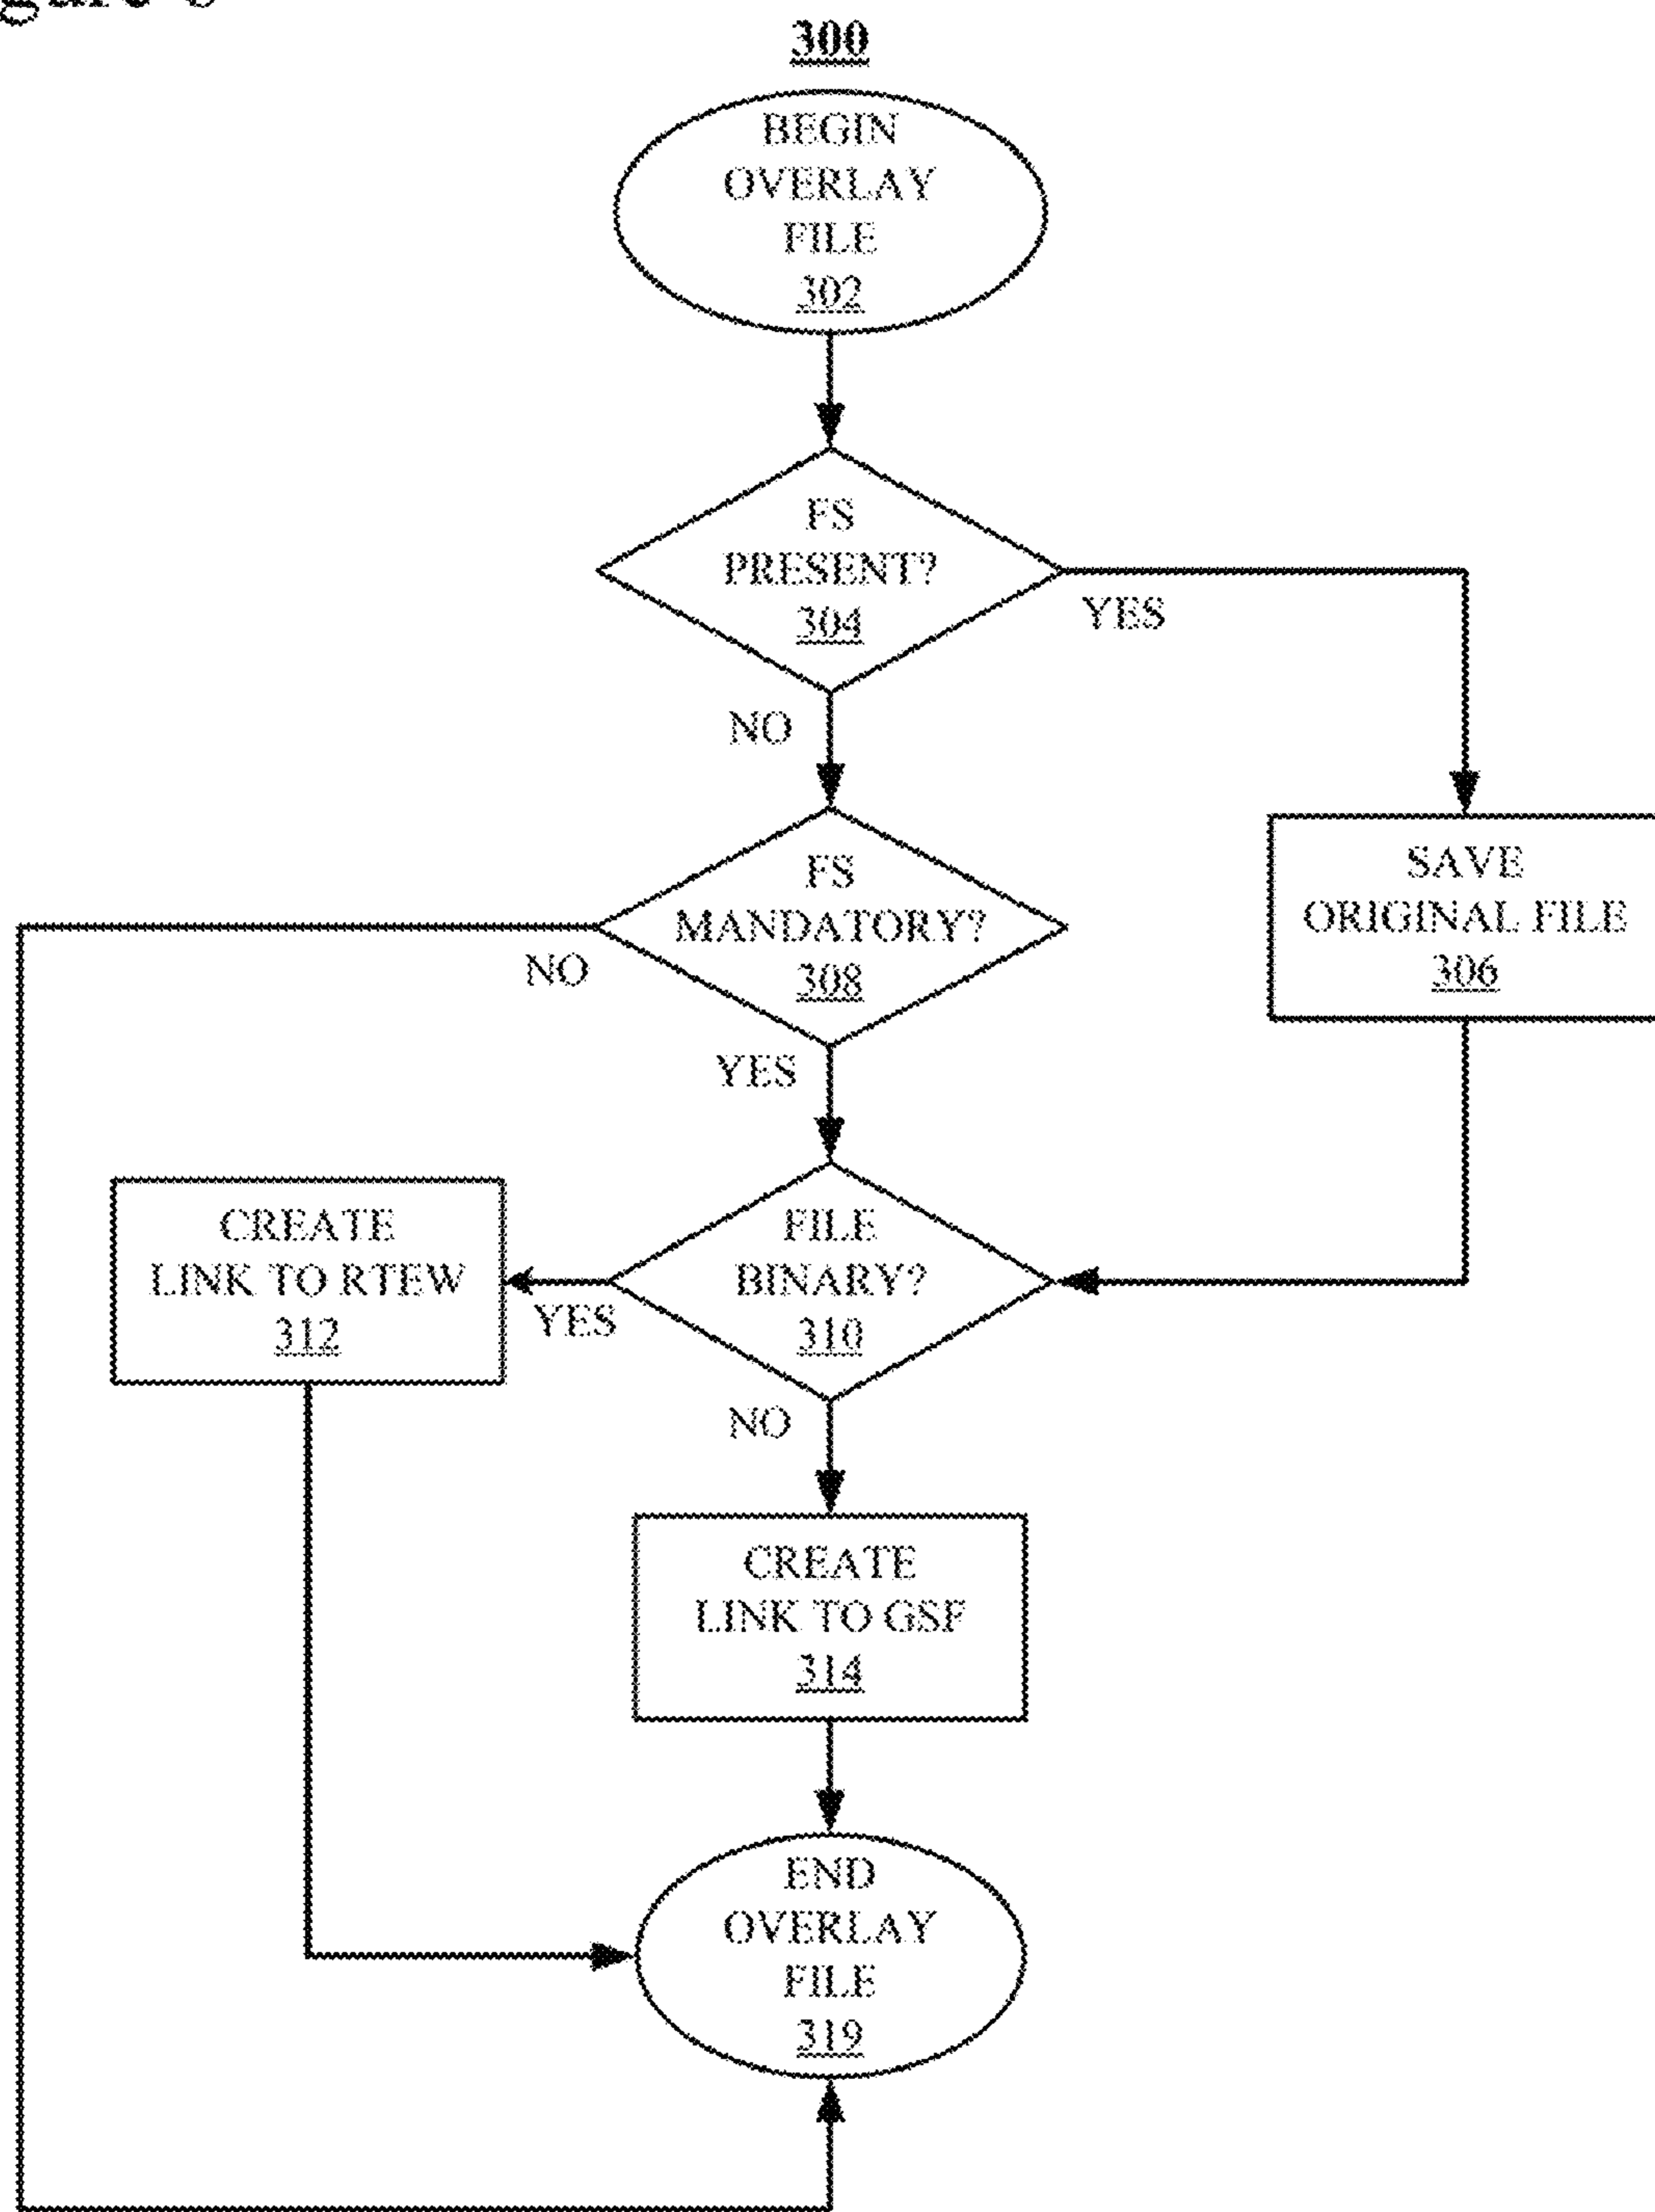 300
BEGIN
OVERLAY
FILE
302
FS
PRESENT?
304
YES
NO
FS
MANDATORY?
308
NO
YES
SAVE
ORIGINAL FILE
306
CREATE
LINK TO RTEW
312
FILE
BINARY?
310
YES
NO
CREATE
LINK TO GSF
314
END
OVERLAY
FILE
319